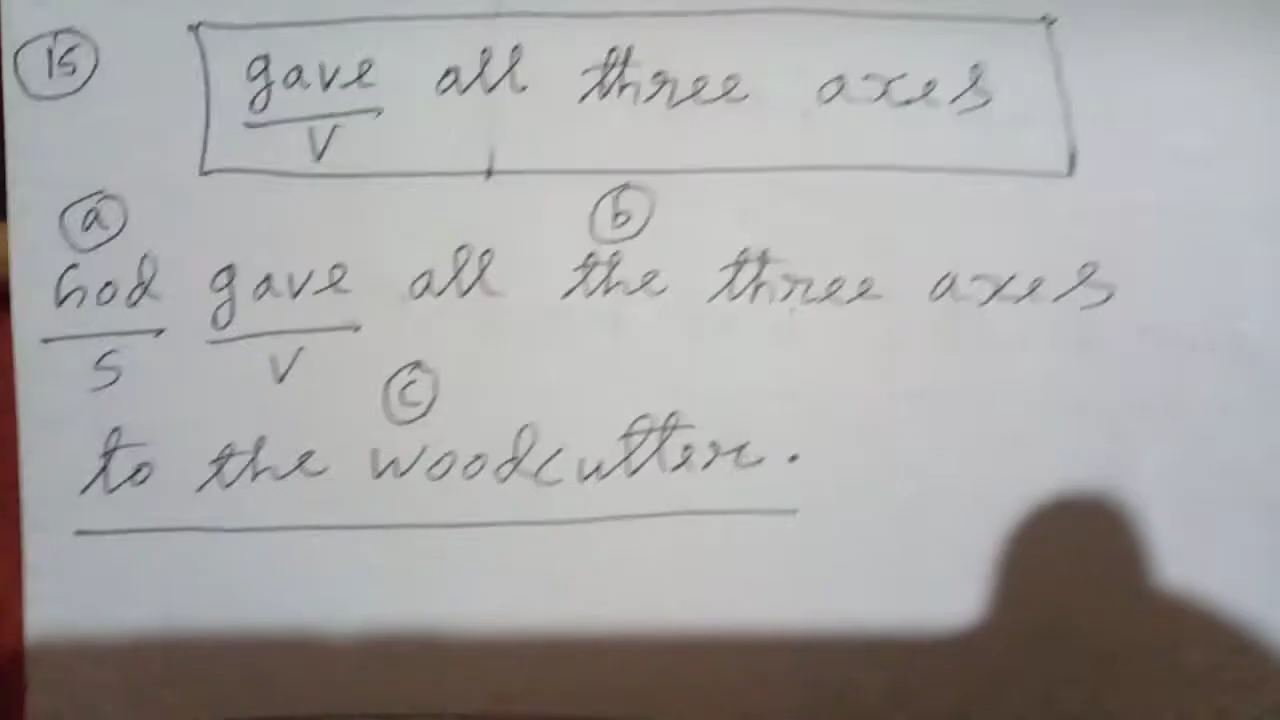 15 gave all three axes
V
a b
God gave all the three axes
S V
c
to the woodcutter.